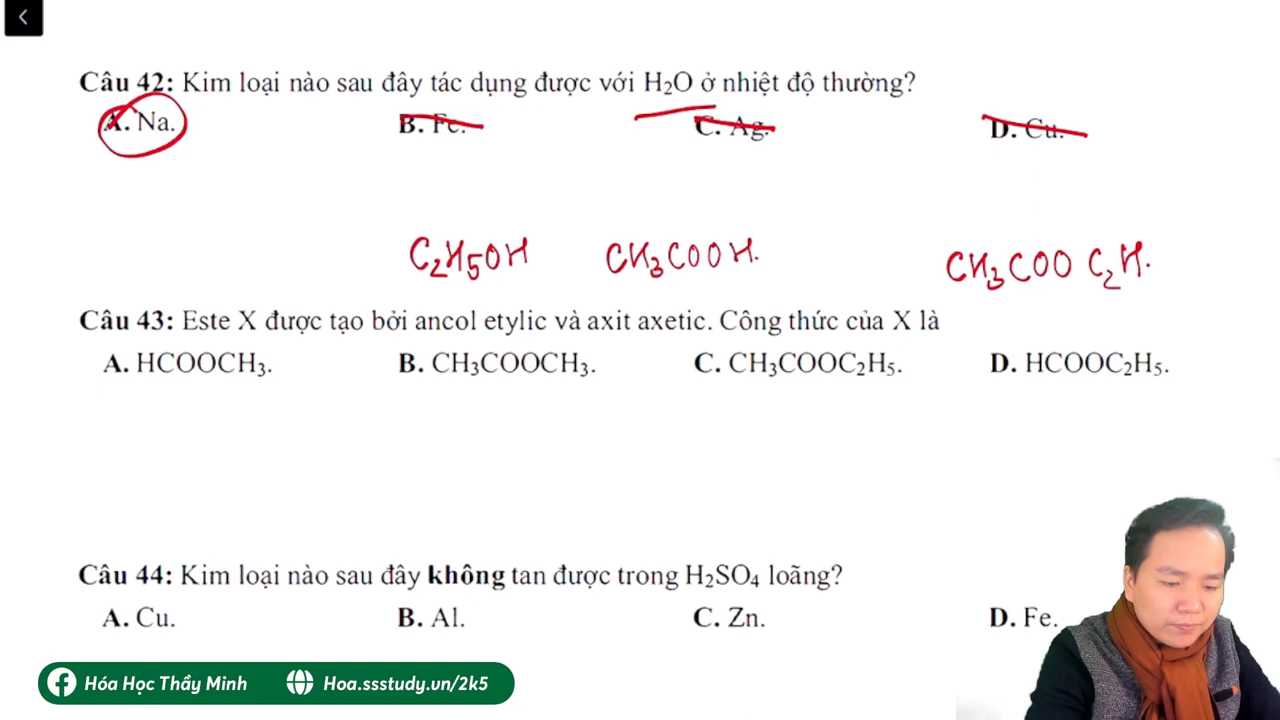 Câu 42: Kim loại nào sau đây tác dụng được với H₂O ở nhiệt độ thường?
A. Na. B. Fe. C. Ag. D. Cu.
C₂H₅OH CH₃COOH. CH₃COO C₂H.
Câu 43: Este X được tạo bởi ancol etylic và axit axetic. Công thức của X là
A. HCOOCH₃. B. CH₃COOCH₃. C. CH₃COOC₂H₅. D. HCOOC₂H₅.
Câu 44: Kim loại nào sau đây không tan được trong H₂SO₄ loãng?
A. Cu. B. Al. C. Zn. D. Fe.
Hóa Học Thầy Minh Hoa.ssstudy.vn/2k5